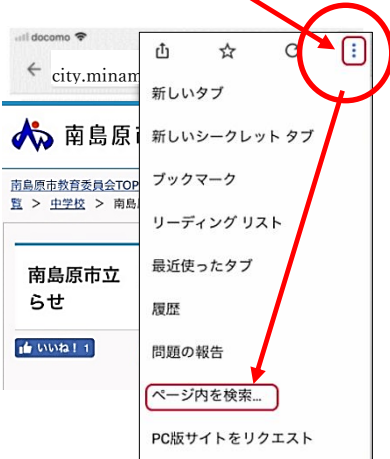 docomo
city.minam
南島原
南島原市教育委員会TOP
覧 > 中学校 > 南島
南島原市立
らせ
いいね! 1
新しいタブ
新しいシークレット タブ
ブックマーク
リーディング リスト
最近使ったタブ
履歴
問題の報告
ページ内を検索...
PC版サイトをリクエスト